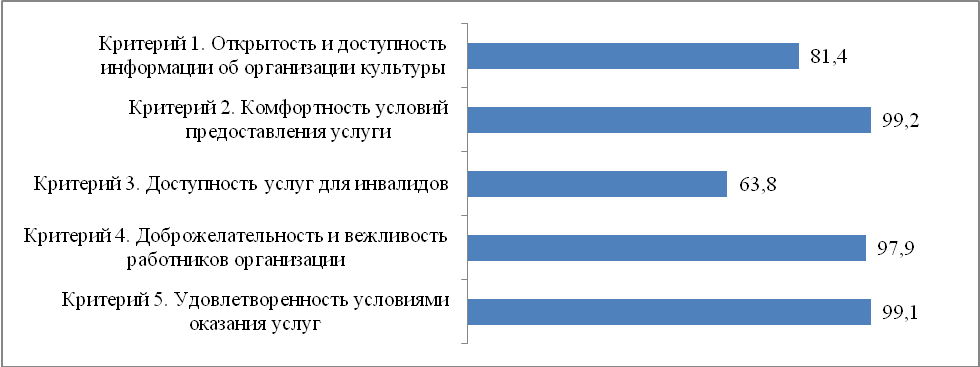 Критерий 1. Открытость и доступность
информации об организации культуры
81,4
Критерий 2. Комфортность условий
предоставления услуги
99,2
Критерий 3. Доступность услуг для инвалидов
63,8
Критерий 4. Доброжелательность и вежливость
работников организации
97,9
Критерий 5. Удовлетворенность условиями
оказания услуг
99,1